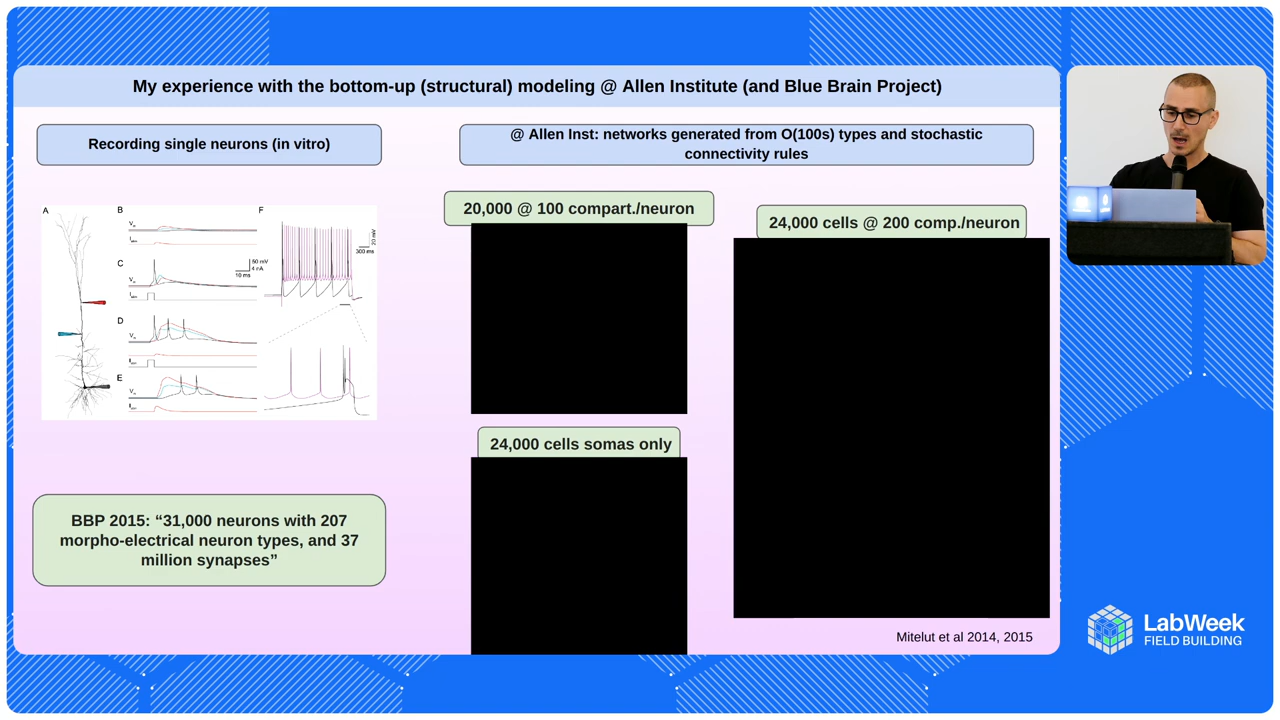 My experience with the bottom-up (structural) modeling @ Allen Institute (and Blue Brain Project)
Recording single neurons (in vitro)
@ Allen Inst: networks generated from O(100s) types and stochastic
connectivity rules
20,000 @ 100 compart./neuron
24,000 cells @ 200 comp./neuron
A
B
F
20 mV
300 ms
C
50 mV
4 nA
10 ms
D
E
24,000 cells somas only
BBP 2015: “31,000 neurons with 207
morpho-electrical neuron types, and 37
million synapses”
Mitelut et al 2014, 2015
LabWeek
FIELD BUILDING